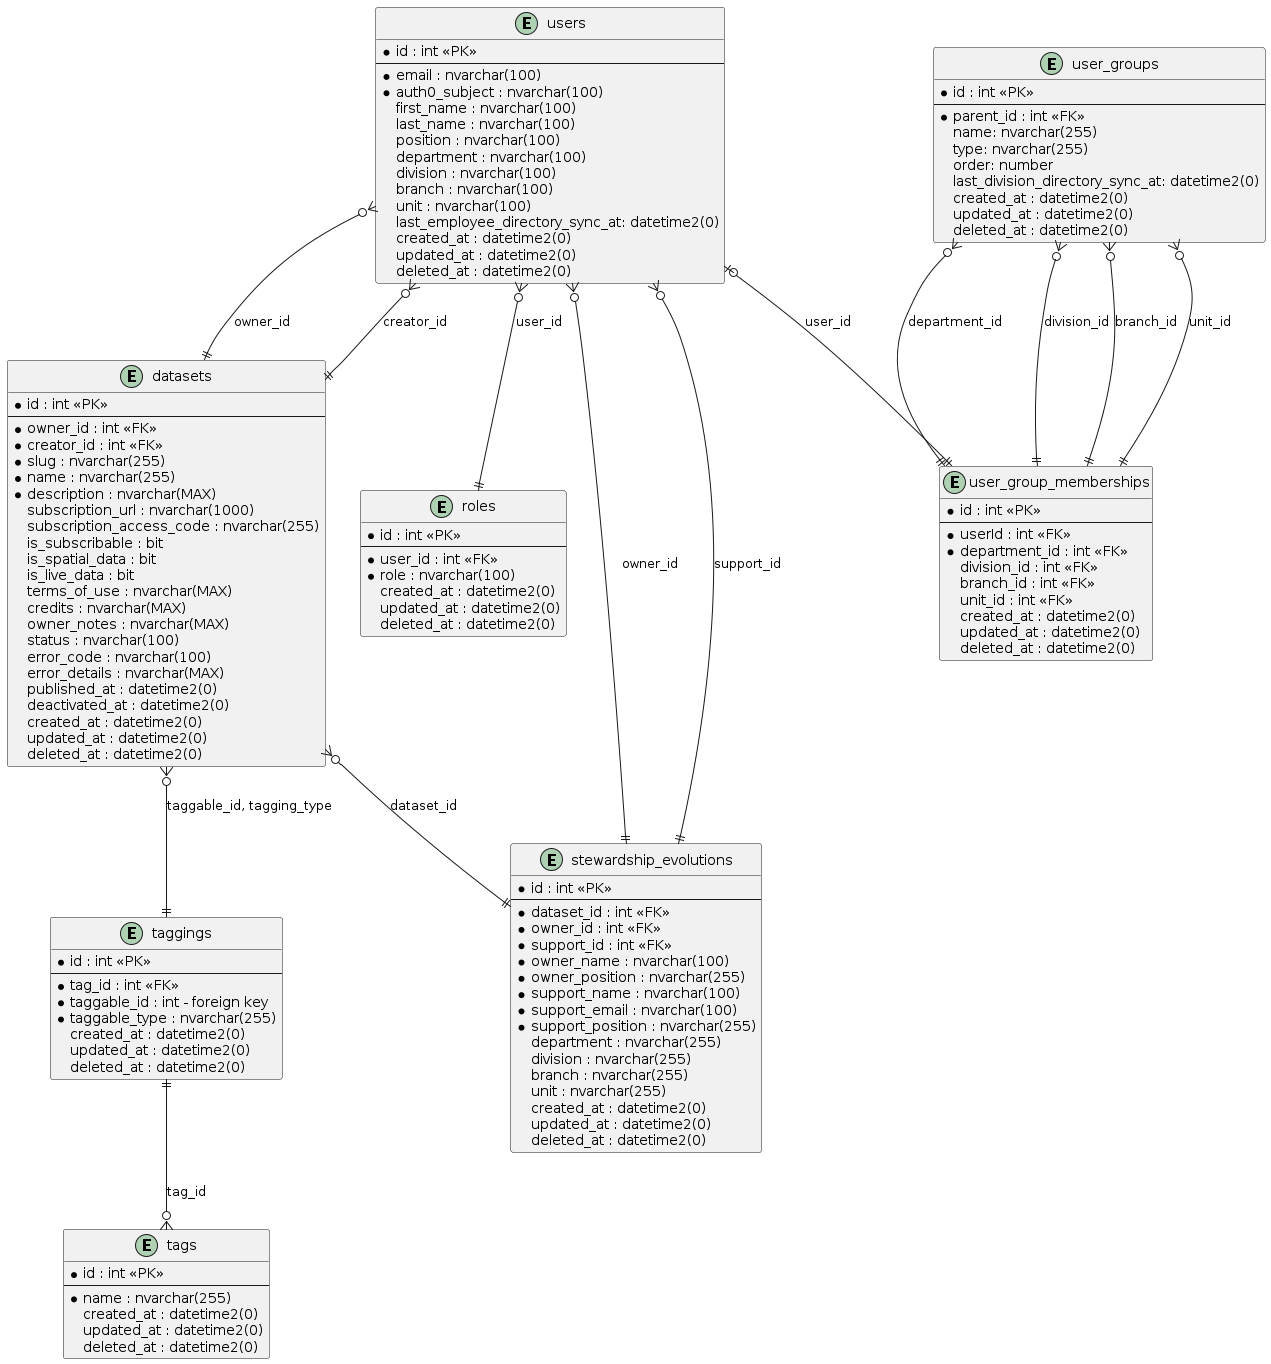 E users
* id : int «PK»
* email : nvarchar(100)
* auth0_subject : nvarchar(100)
first_name : nvarchar(100)
last_name : nvarchar(100)
position : nvarchar(100)
department : nvarchar(100)
division : nvarchar(100)
branch : nvarchar(100)
unit : nvarchar(100)
last_employee_directory_sync_at: datetime2(0)
created_at : datetime2(0)
updated_at : datetime2(0)
deleted_at : datetime2(0)
E user_groups
* id : int «PK»
* parent_id : int «FK»
name: nvarchar(255)
type: nvarchar(255)
order: number
last_division_directory_sync_at: datetime2(0)
created_at : datetime2(0)
updated_at : datetime2(0)
deleted_at : datetime2(0)
owner_id
creator_id
user_id
user_id
department_id
division_id
branch_id
unit_id
E datasets
* id : int «PK»
* owner_id : int «FK»
* creator_id : int «FK»
* slug : nvarchar(255)
* name : nvarchar(255)
* description : nvarchar(MAX)
subscription_url : nvarchar(1000)
subscription_access_code : nvarchar(255)
is_subscribable : bit
is_spatial_data : bit
is_live_data : bit
terms_of_use : nvarchar(MAX)
credits : nvarchar(MAX)
owner_notes : nvarchar(MAX)
status : nvarchar(100)
error_code : nvarchar(100)
error_details : nvarchar(MAX)
published_at : datetime2(0)
deactivated_at : datetime2(0)
created_at : datetime2(0)
updated_at : datetime2(0)
deleted_at : datetime2(0)
E roles
* id : int «PK»
* user_id : int «FK»
* role : nvarchar(100)
created_at : datetime2(0)
updated_at : datetime2(0)
deleted_at : datetime2(0)
owner_id
support_id
E user_group_memberships
* id : int «PK»
* userId : int «FK»
* department_id : int «FK»
division_id : int «FK»
branch_id : int «FK»
unit_id : int «FK»
created_at : datetime2(0)
updated_at : datetime2(0)
deleted_at : datetime2(0)
taggable_id, tagging_type
dataset_id
E stewardship_evolutions
* id : int «PK»
* dataset_id : int «FK»
* owner_id : int «FK»
* support_id : int «FK»
* owner_name : nvarchar(100)
* owner_position : nvarchar(255)
* support_name : nvarchar(100)
* support_email : nvarchar(100)
* support_position : nvarchar(255)
department : nvarchar(255)
division : nvarchar(255)
branch : nvarchar(255)
unit : nvarchar(255)
created_at : datetime2(0)
updated_at : datetime2(0)
deleted_at : datetime2(0)
E taggings
* id : int «PK»
* tag_id : int «FK»
* taggable_id : int - foreign key
* taggable_type : nvarchar(255)
created_at : datetime2(0)
updated_at : datetime2(0)
deleted_at : datetime2(0)
tag_id
E tags
* id : int «PK»
* name : nvarchar(255)
created_at : datetime2(0)
updated_at : datetime2(0)
deleted_at : datetime2(0)